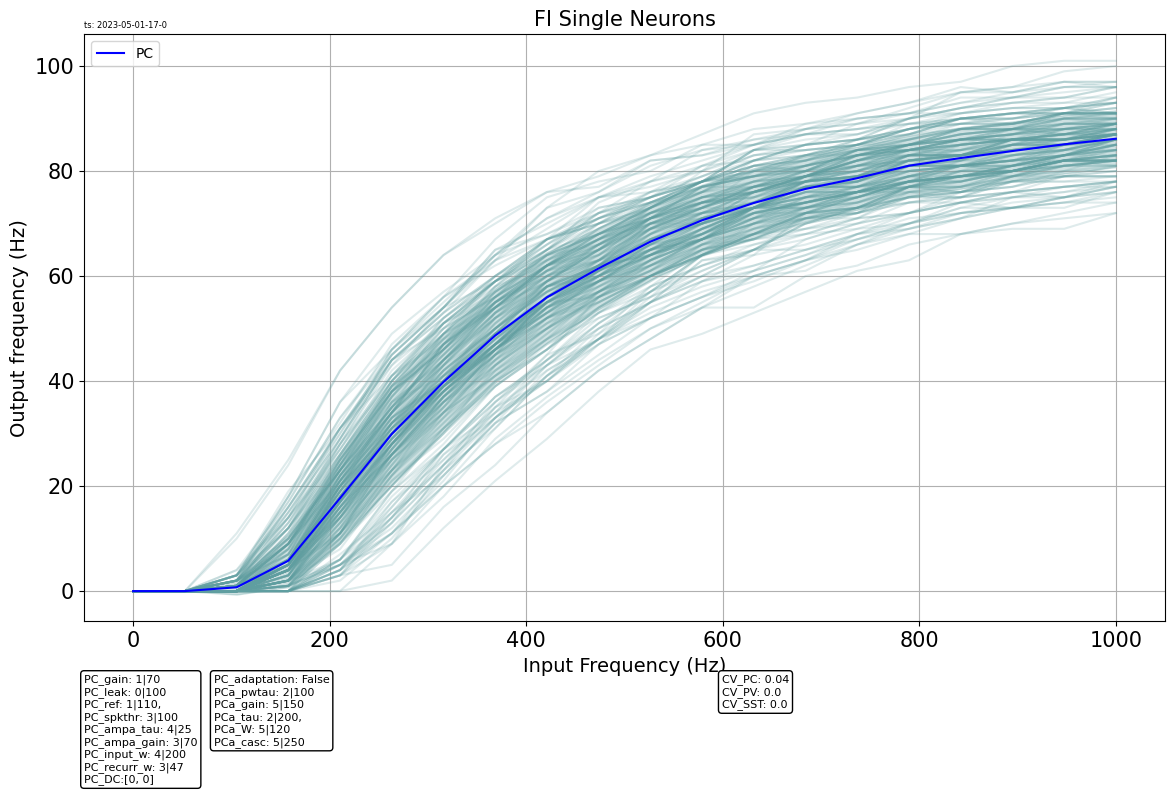 FI Single Neurons
ts: 2023-05-01-17-0
PC
Output frequency (Hz)
100
80
60
40
20
0
0 200 400 600 800 1000
Input Frequency (Hz)
PC_gain: 1|70
PC_leak: 0|100
PC_ref: 1|110,
PC_spkthr: 3|100
PC_ampa_tau: 4|25
PC_ampa_gain: 3|70
PC_input_w: 4|200
PC_recurr_w: 3|47
PC_DC:[0, 0]
PC_adaptation: False
PCa_pwtau: 2|100
PCa_gain: 5|150
PCa_tau: 2|200,
PCa_W: 5|120
PCa_casc: 5|250
CV_PC: 0.04
CV_PV: 0.0
CV_SST: 0.0